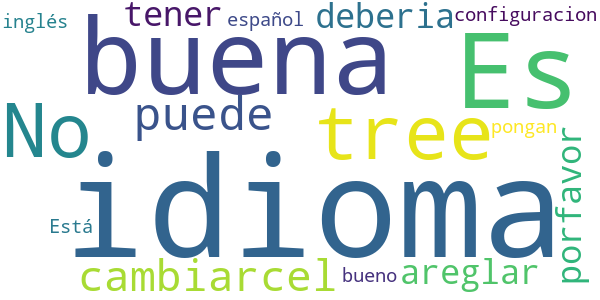 inglés tener español deberia configuracion
buena Es
No puede tree pongan
idioma porfavor
Está
cambiarcel bueno areglar